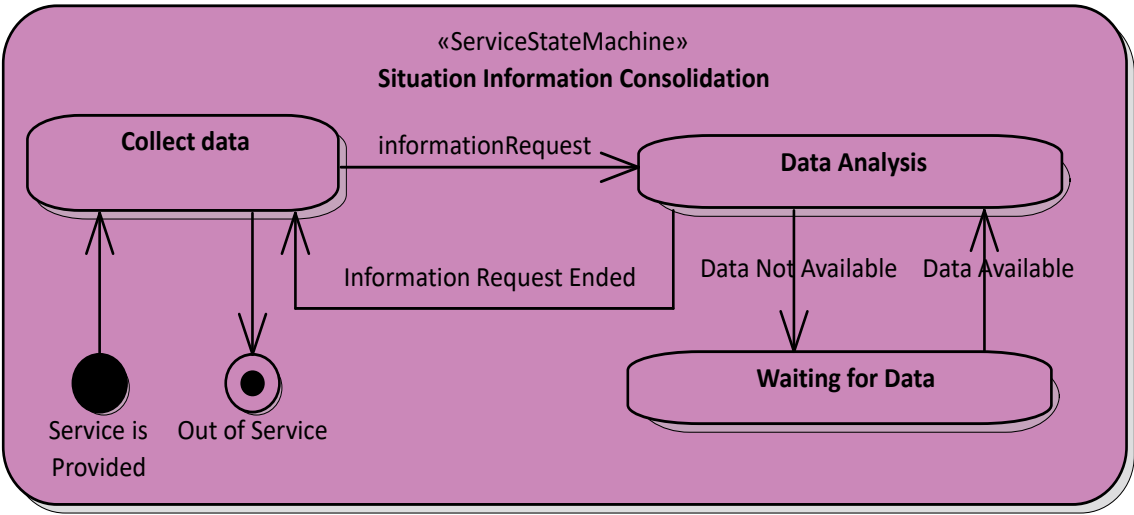 «ServiceStateMachine»
Situation Information Consolidation
Collect data
informationRequest
Data Analysis
Information Request Ended
Data Not Available
Data Available
Waiting for Data
Service is
Provided
Out of Service